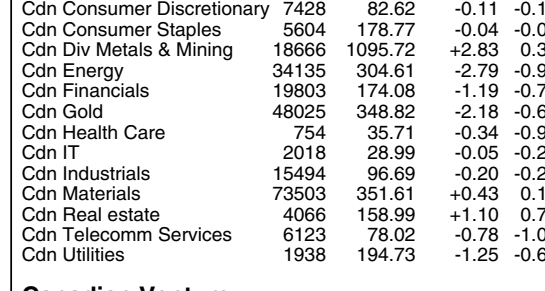 Cdn Consumer Discretionary 7428 82.62 -0.11 -0.1
Cdn Consumer Staples 5604 178.77 -0.04 -0.0
Cdn Div Metals & Mining 18666 1095.72 +2.83 0.3
Cdn Energy 34135 304.61 -2.79 -0.9
Cdn Financials 19803 174.08 -1.19 -0.7
Cdn Gold 48025 348.82 -2.18 -0.6
Cdn Health Care 754 35.71 -0.34 -0.9
Cdn IT 2018 28.99 -0.05 -0.2
Cdn Industrials 15494 96.69 -0.20 -0.2
Cdn Materials 73503 351.61 +0.43 0.1
Cdn Real estate 4066 158.99 +1.10 0.7
Cdn Telecomm Services 6123 78.02 -0.78 -1.0
Cdn Utilities 1938 194.73 -1.25 -0.6
Canadian Venture